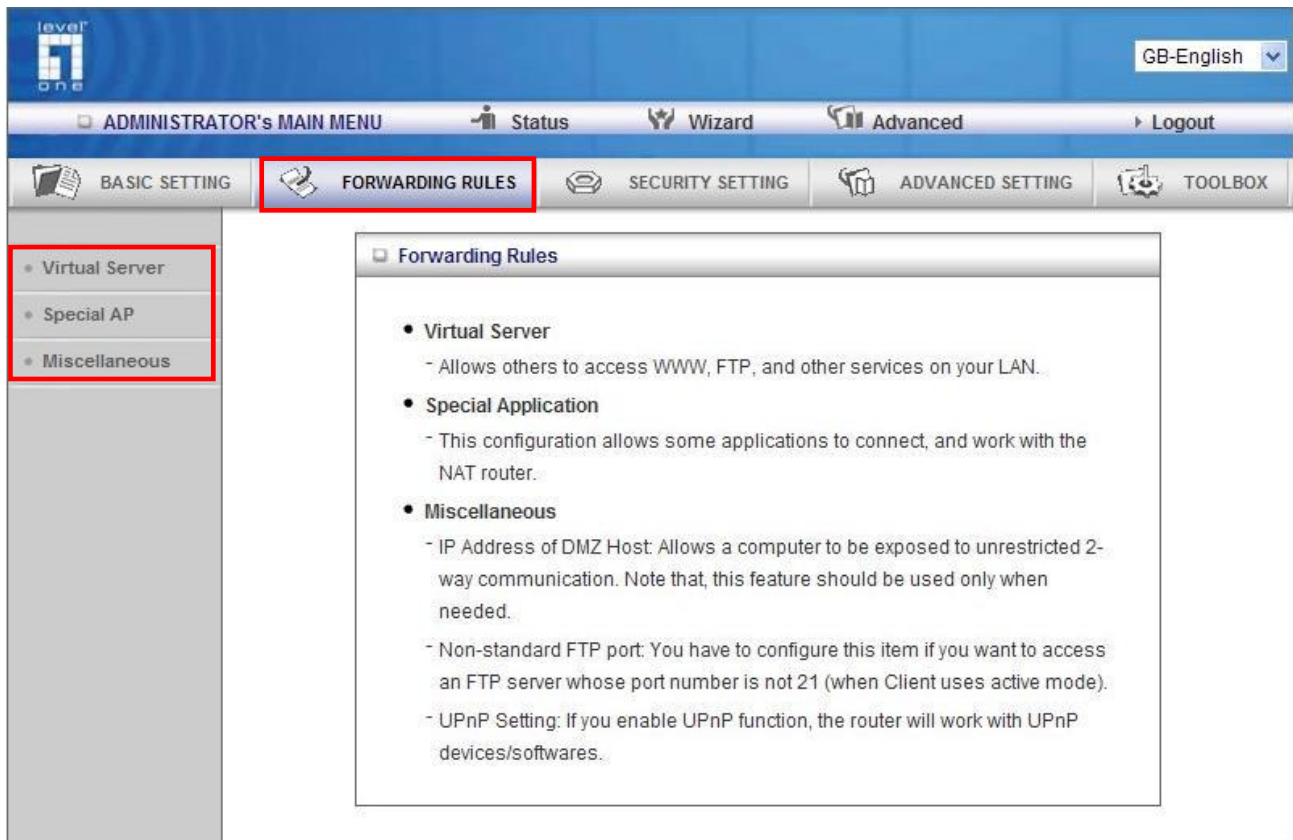 level
one
GB-English
ADMINISTRATOR's MAIN MENU
Status
Wizard
Advanced
Logout
BASIC SETTING
FORWARDING RULES
SECURITY SETTING
ADVANCED SETTING
TOOLBOX
Virtual Server
Special AP
Miscellaneous
Forwarding Rules
• Virtual Server
- Allows others to access WWW, FTP, and other services on your LAN.
• Special Application
- This configuration allows some applications to connect, and work with the
NAT router.
• Miscellaneous
- IP Address of DMZ Host: Allows a computer to be exposed to unrestricted 2-
way communication. Note that, this feature should be used only when
needed.
- Non-standard FTP port: You have to configure this item if you want to access
an FTP server whose port number is not 21 (when Client uses active mode).
- UPnP Setting: If you enable UPnP function, the router will work with UPnP
devices/softwares.